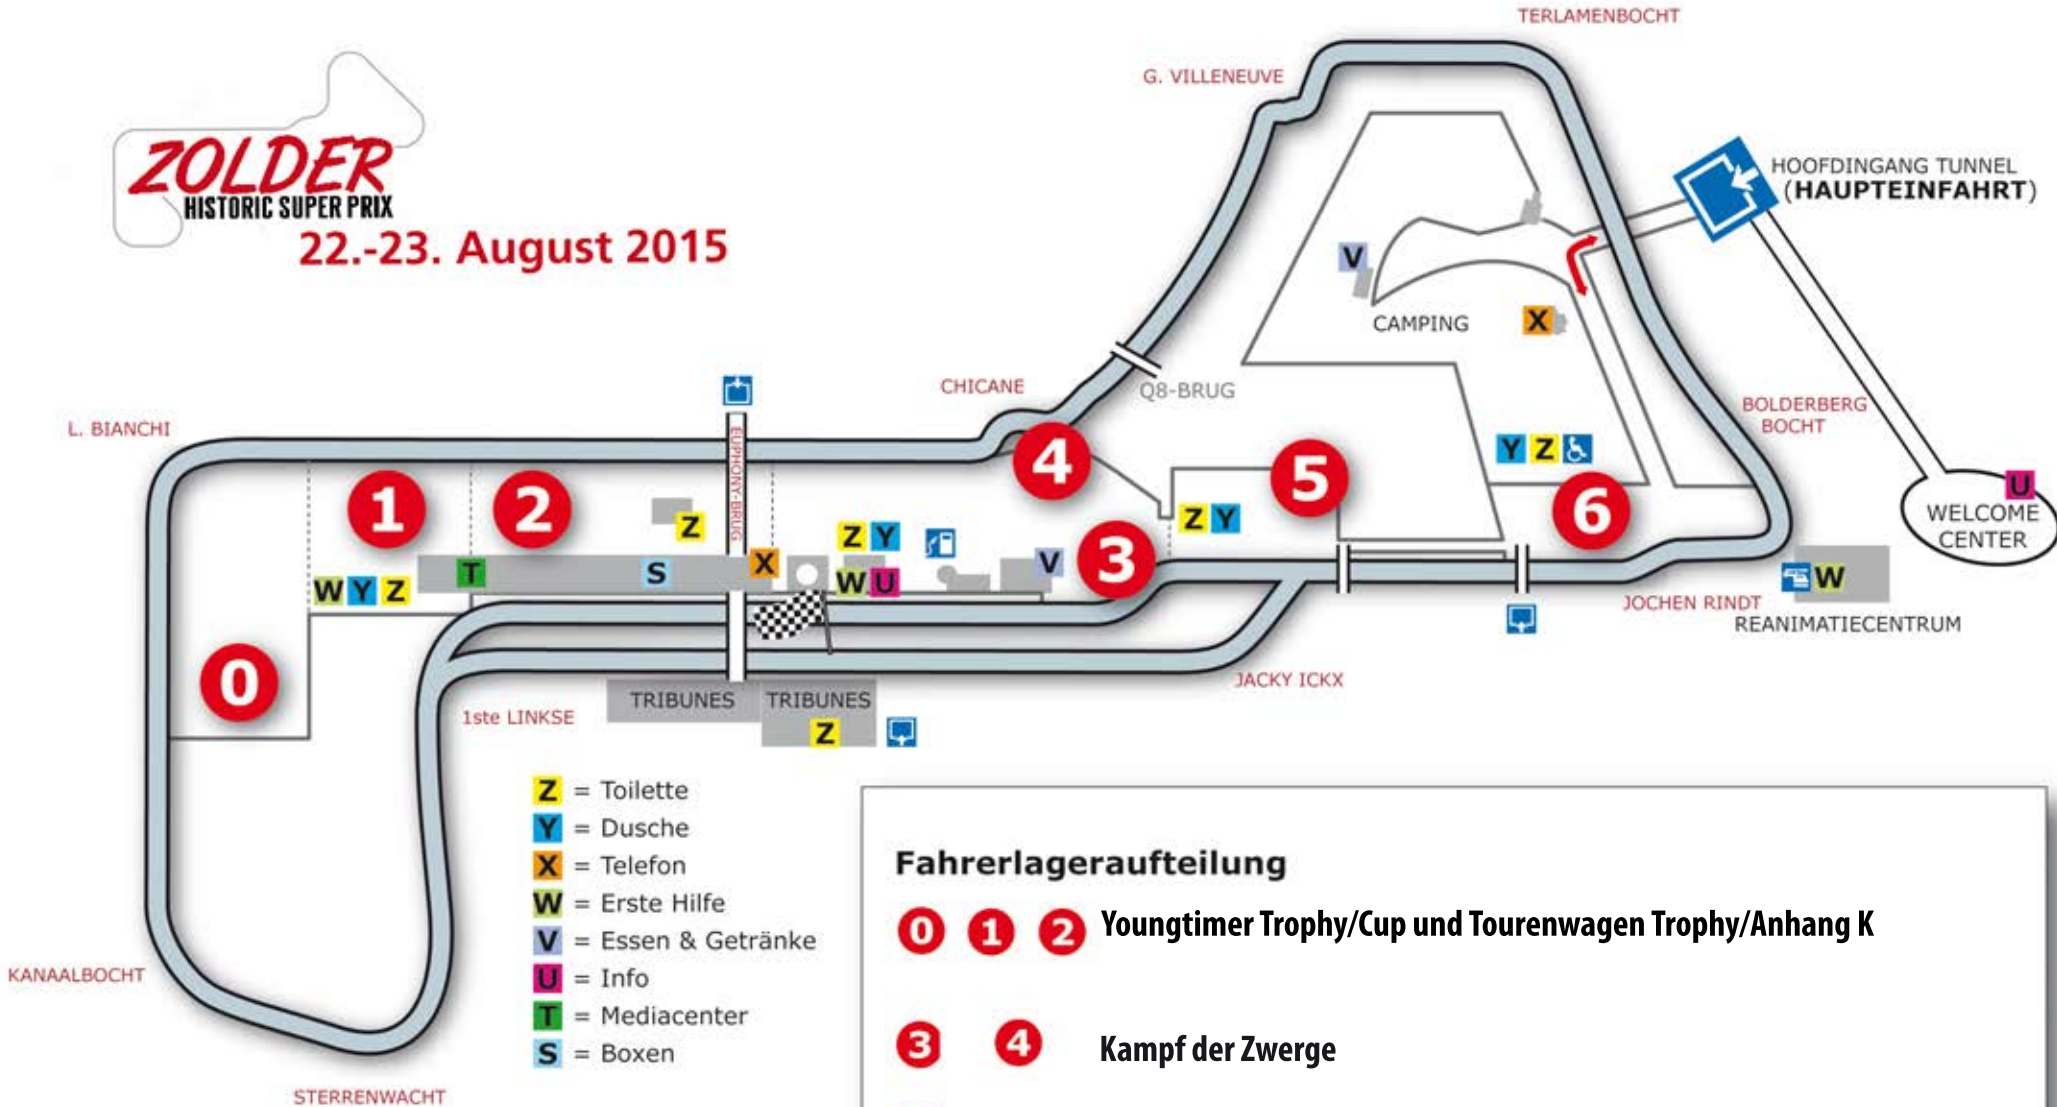 TERLAMENBOCHT
G. VILLENEUVE
ZOLDER
HISTORIC SUPER PRIX
22.-23. August 2015
HOOFDINGANG TUNNEL
(HAUPTEINFAHRT)
V
X
CAMPING
CHICANE
Q8-BRUG
L. BIANCHI
EUPHONY-BRUG
BOLDERBERG
BOCHT
4
5
Y Z
6
U
WELCOME
CENTER
1
2
Z
Z Y
Z Y
3
V
W Y Z
T
S
X
W U
W
JOCHEN RINDT
REANIMATIECENTRUM
0
JACKY ICKX
1ste LINKSE
TRIBUNES
TRIBUNES
Z
Z = Toilette
Y = Dusche
X = Telefon
W = Erste Hilfe
V = Essen & Getränke
U = Info
T = Mediacenter
S = Boxen
KANAALBOCHT
STERRENWACHT
Fahrerlageraufteilung
0 1 2 Youngtimer Trophy/Cup und Tourenwagen Trophy/Anhang K
3 4 Kampf der Zwerge